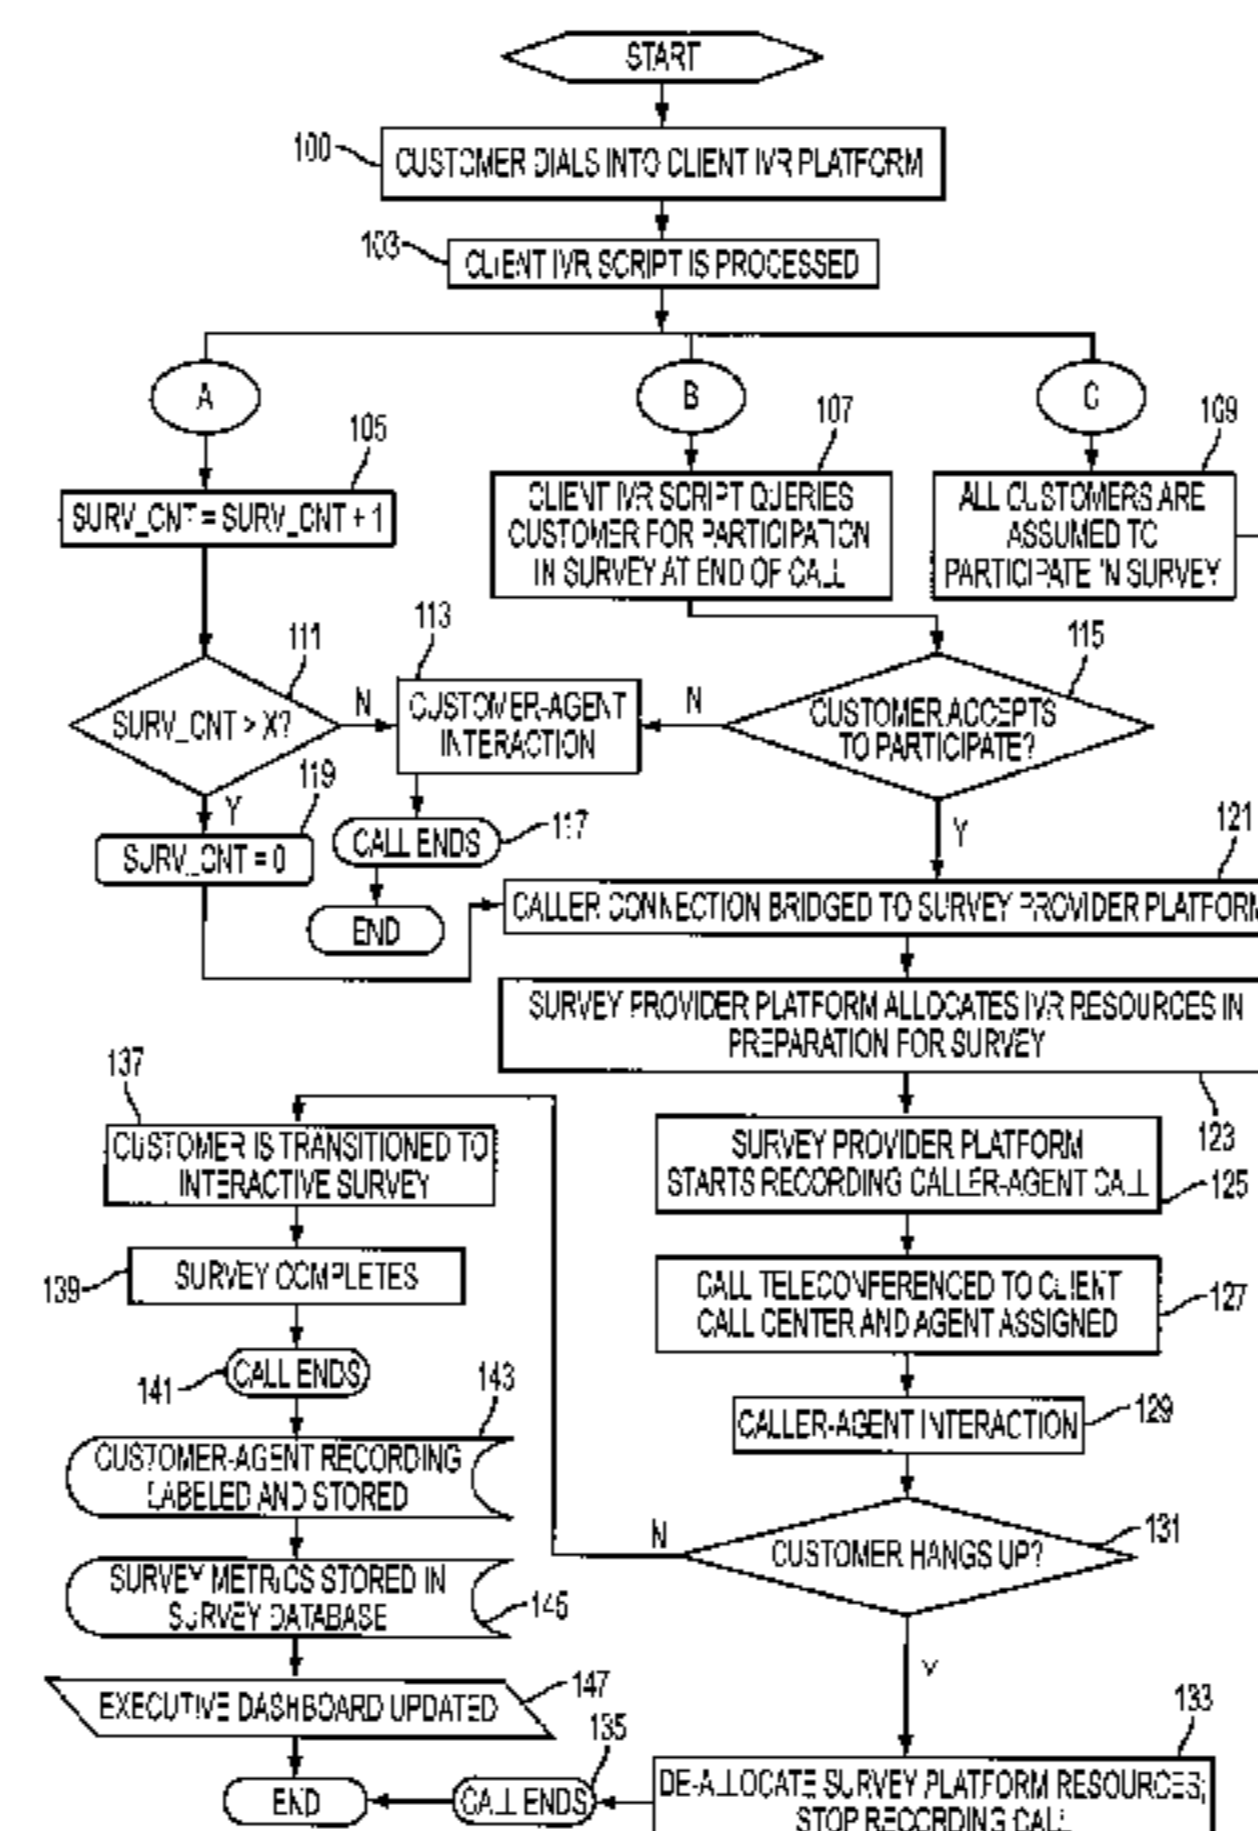 START
100
CUSTOMER DIALS INTO CLIENT IVR PLATFORM
103
CLIENT IVR SCRIPT IS PROCESSED
A
B
C
105
107
109
SURV_CNT = SURV_CNT + 1
CLIENT IVR SCRIPT QUERIES
CUSTOMER FOR PARTICIPATION
IN SURVEY AT END OF CALL
ALL CUSTOMERS ARE
ASSUMED TO
PARTICIPATE IN SURVEY
111
113
115
SURV_CNT > X?
N
CUSTOMER-AGENT
INTERACTION
N
CUSTOMER ACCEPTS
TO PARTICIPATE?
119
Y
SURV_CNT = 0
CALL ENDS
117
END
Y
121
CALLER CONNECTION BRIDGED TO SURVEY PROVIDER PLATFORM
SURVEY PROVIDER PLATFORM ALLOCATES IVR RESOURCES IN
PREPARATION FOR SURVEY
123
137
CUSTOMER IS TRANSITIONED TO
INTERACTIVE SURVEY
SURVEY PROVIDER PLATFORM
STARTS RECORDING CALLER-AGENT CALL
125
139
SURVEY COMPLETES
CALL TELECONFERENCED TO CLIENT
CALL CENTER AND AGENT ASSIGNED
127
141
CALL ENDS
143
CALLER-AGENT INTERACTION
129
CUSTOMER-AGENT RECORDING
LABELED AND STORED
N
CUSTOMER HANGS UP?
131
SURVEY METRICS STORED IN
SURVEY DATABASE
145
Y
EXECUTIVE DASHBOARD UPDATED
147
135
133
END
CALL ENDS
DE-ALLOCATE SURVEY PLATFORM RESOURCES;
STOP RECORDING CALL